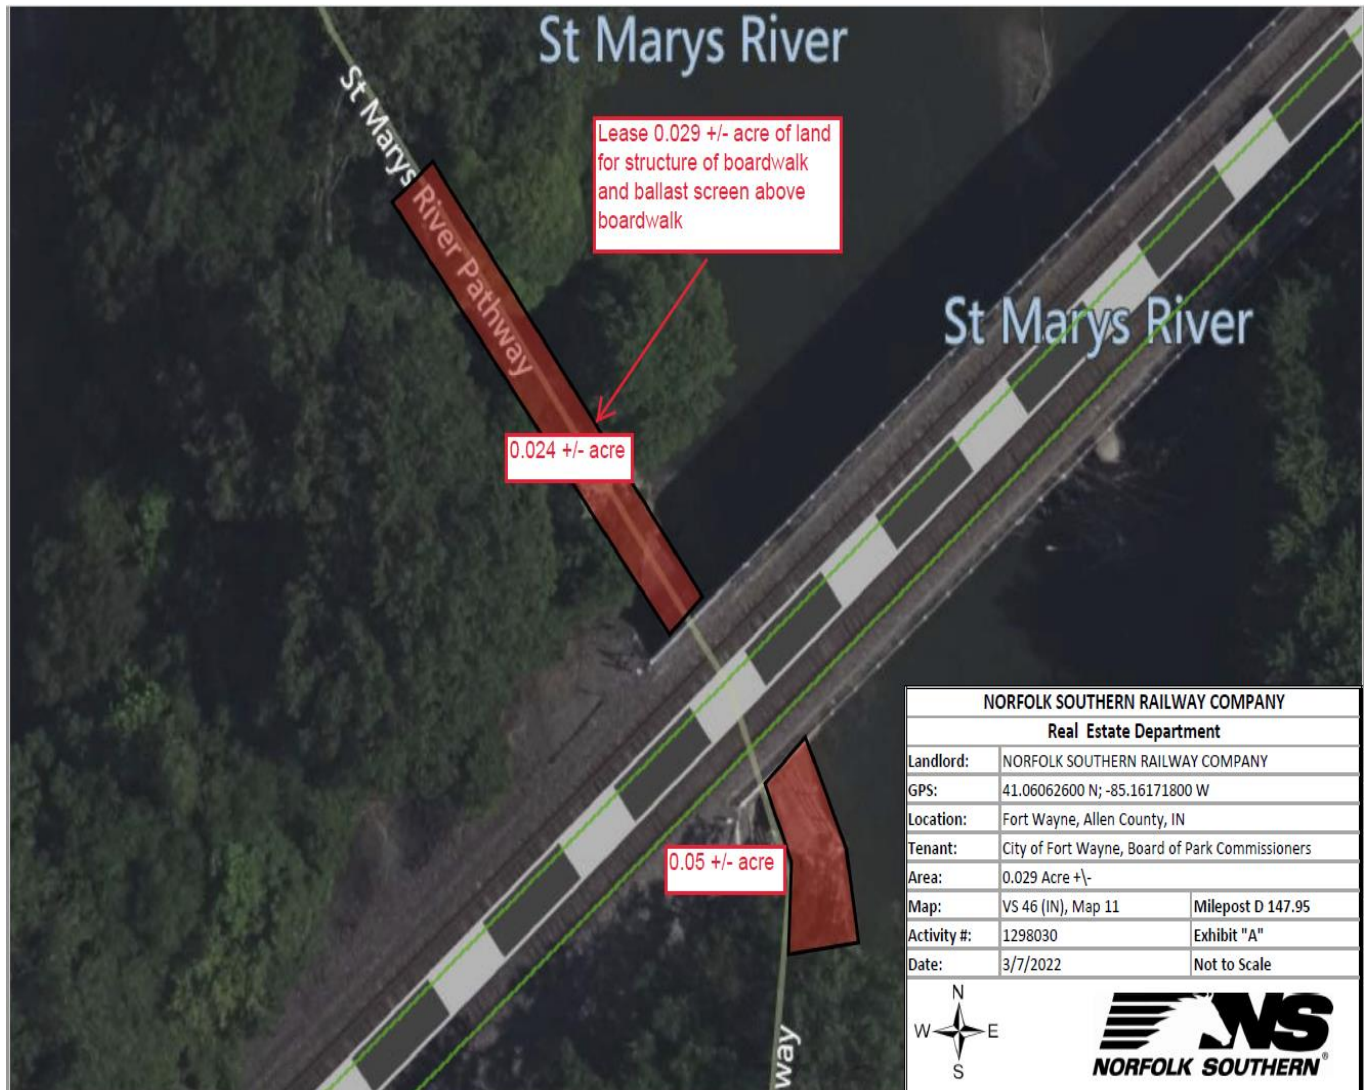 St Marys River
St Marys River Pathway
Lease 0.029 +/- acre of land
for structure of boardwalk
and ballast screen above
boardwalk
St Marys River
0.024 +/- acre
0.05 +/- acre
way
NORFOLK SOUTHERN RAILWAY COMPANY
Real Estate Department
Landlord: NORFOLK SOUTHERN RAILWAY COMPANY
GPS: 41.06062600 N; -85.16171800 W
Location: Fort Wayne, Allen County, IN
Tenant: City of Fort Wayne, Board of Park Commissioners
Area: 0.029 Acre +\-
Map: VS 46 (IN), Map 11 Milepost D 147.95
Activity #: 1298030 Exhibit "A"
Date: 3/7/2022 Not to Scale
N
W E
S
NS
NORFOLK SOUTHERN®